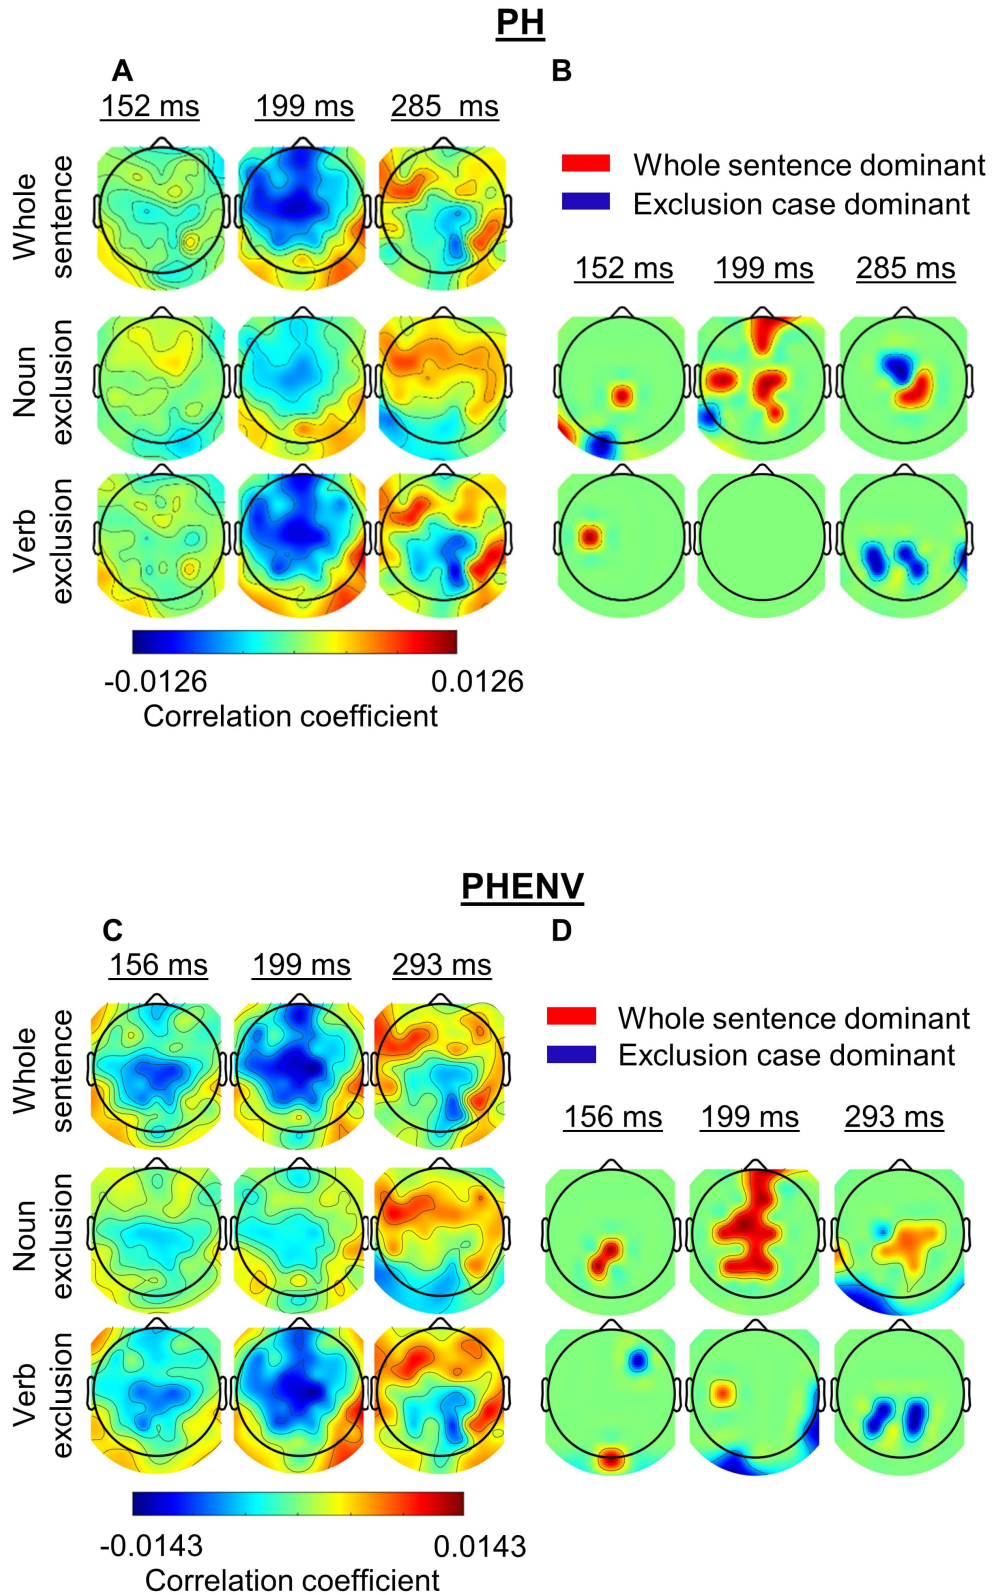 PH
A
B
152 ms
199 ms
285 ms
Whole
sentence
Whole sentence dominant
Exclusion case dominant
152 ms
199 ms
285 ms
Noun
exclusion
Verb
exclusion
-0.0126
0.0126
Correlation coefficient
PHENV
C
D
156 ms
199 ms
293 ms
Whole
sentence
Whole sentence dominant
Exclusion case dominant
156 ms
199 ms
293 ms
Noun
exclusion
Verb
exclusion
-0.0143
0.0143
Correlation coefficient